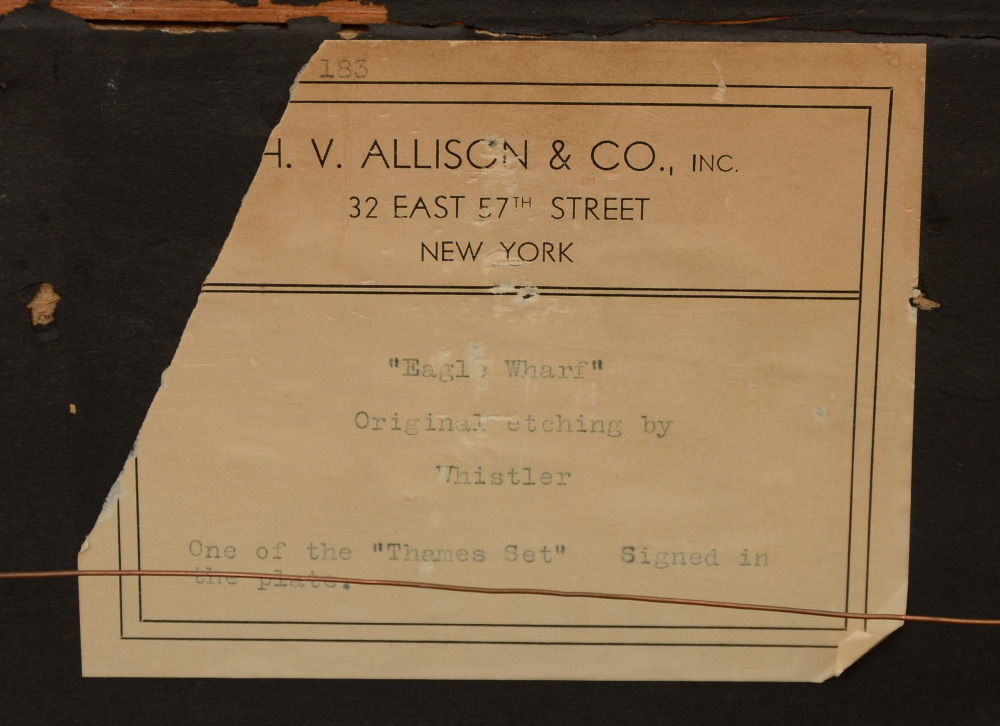 183
H. V. ALLISON & CO., INC.
32 EAST 57TH STREET
NEW YORK
"Eagle Wharf"
Original etching by
Whistler
One of the "Thames Set" Signed in
the plate.